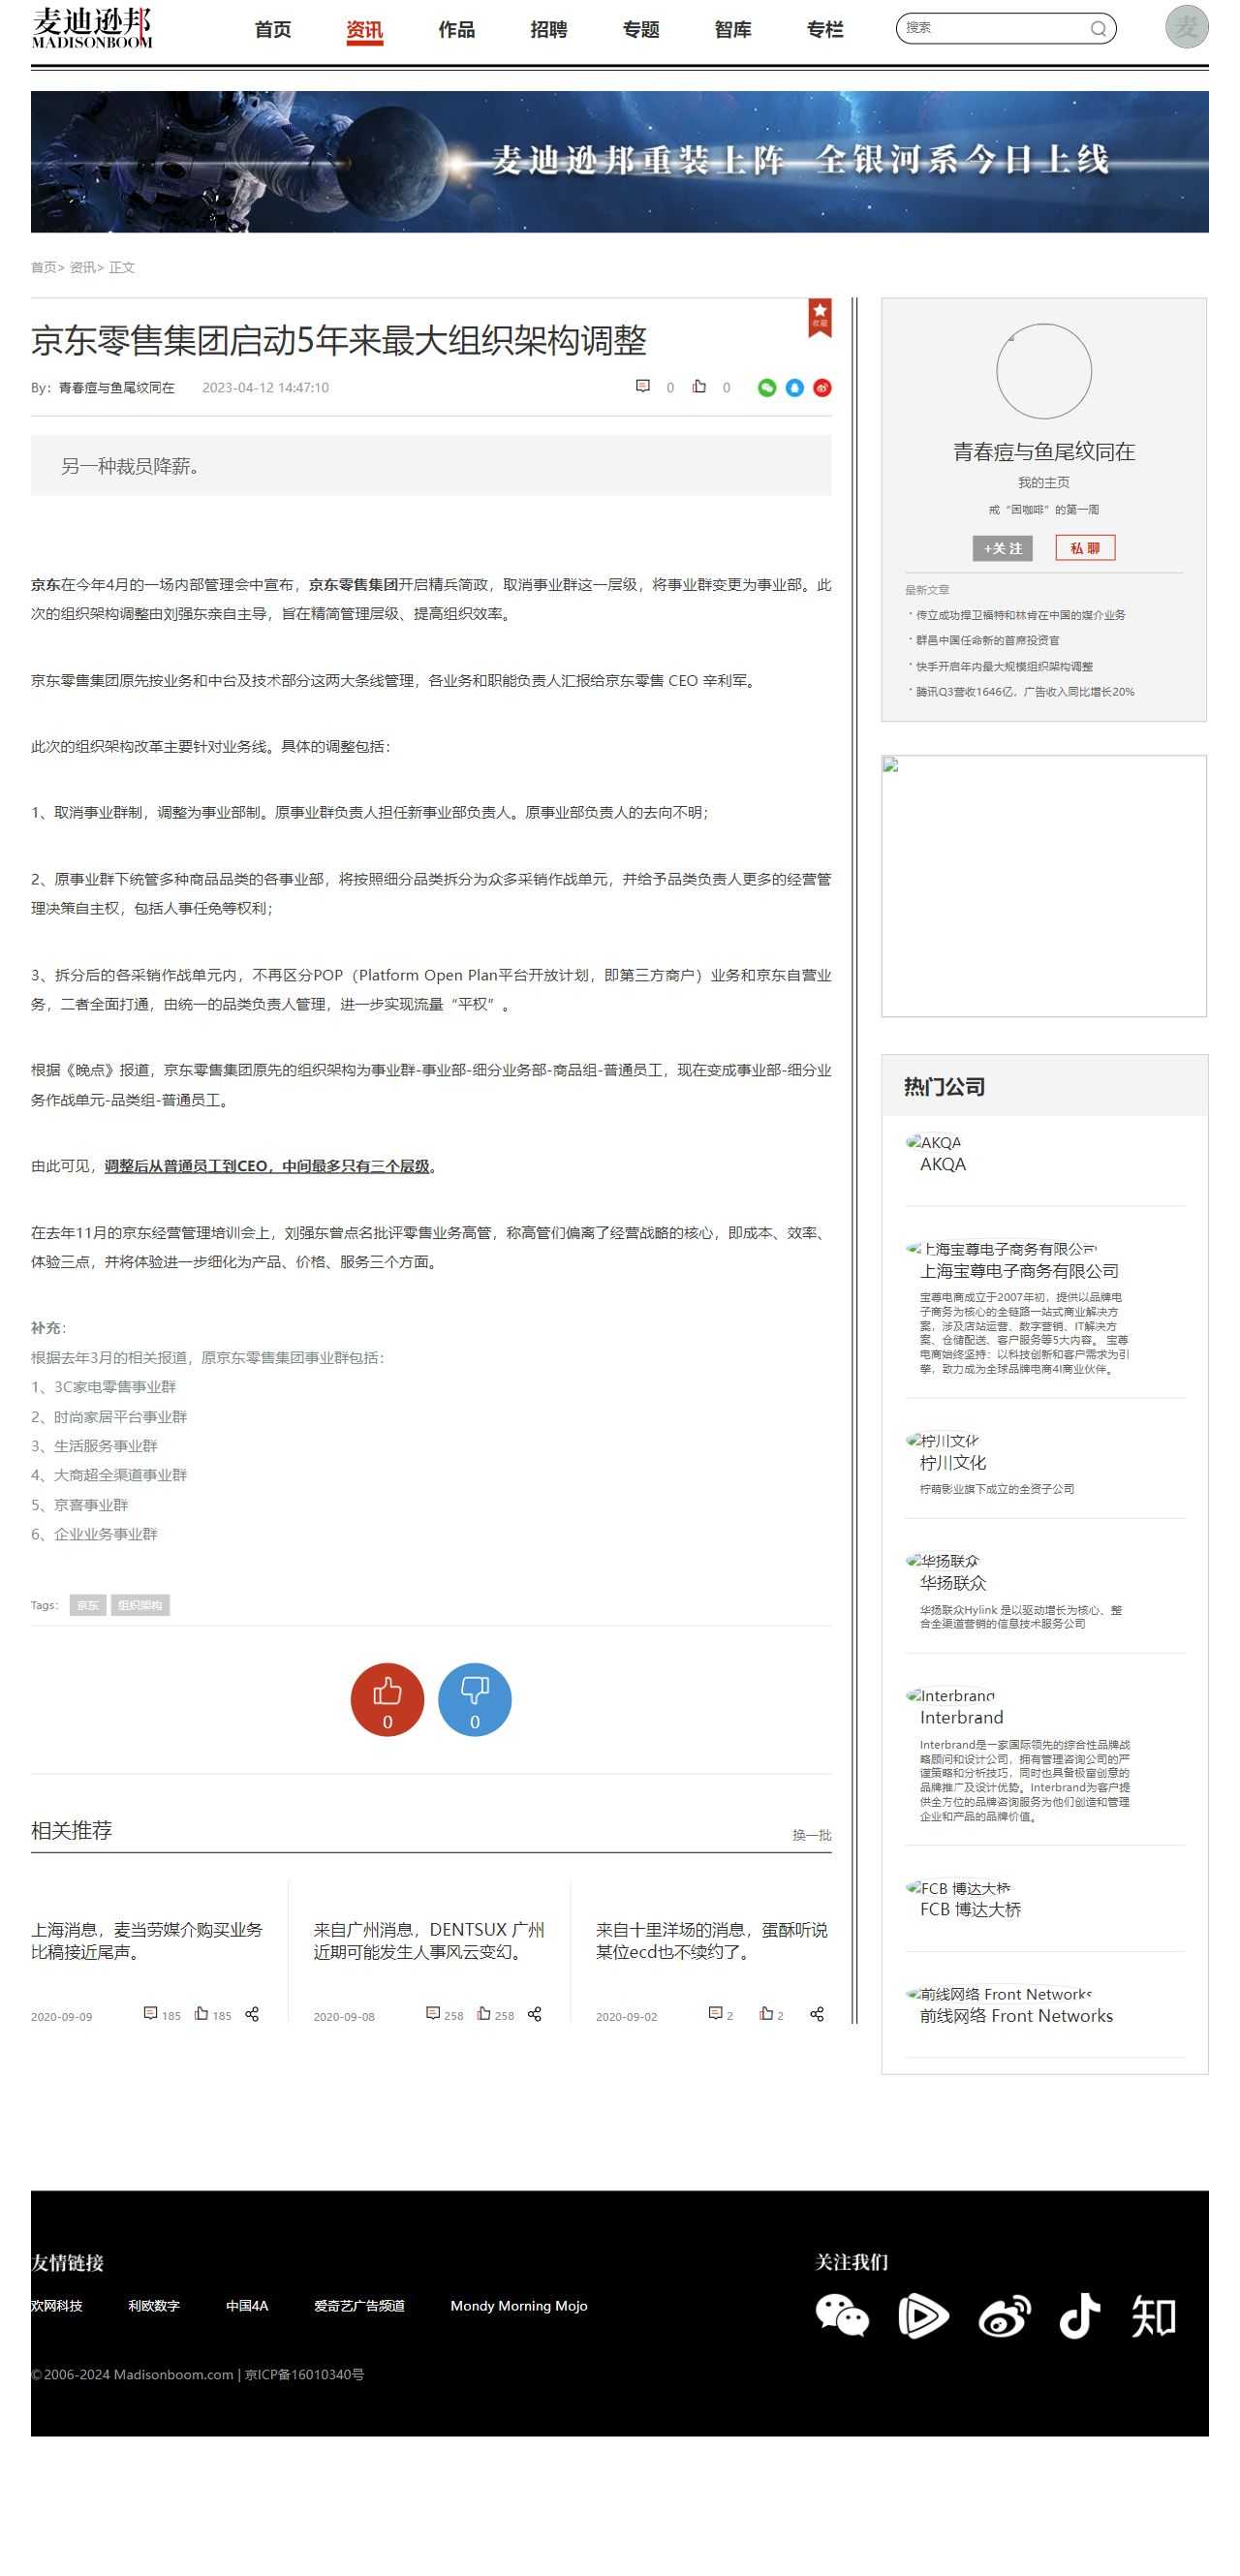 麦迪逊邦
MADISONBOOM
首页 资讯 作品 招聘 专题 智库 专栏 搜索 麦
麦迪逊邦重装上阵 全银河系今日上线
首页> 资讯> 正文
京东零售集团启动5年来最大组织架构调整
收藏
By：青春痘与鱼尾纹同在 2023-04-12 14:47:10 0 0
另一种裁员降薪。
京东在今年4月的一场内部管理会中宣布，京东零售集团开启精兵简政，取消事业群这一层级，将事业群变更为事业部。此
次的组织架构调整由刘强东亲自主导，旨在精简管理层级、提高组织效率。
京东零售集团原先按业务和中台及技术部分这两大条线管理，各业务和职能负责人汇报给京东零售 CEO 辛利军。
此次的组织架构改革主要针对业务线。具体的调整包括：
1、取消事业群制，调整为事业部制。原事业群负责人担任新事业部负责人。原事业部负责人的去向不明；
2、原事业群下统管多种商品品类的各事业部，将按照细分品类拆分为众多采销作战单元，并给予品类负责人更多的经营管
理决策自主权，包括人事任免等权利；
3、拆分后的各采销作战单元内，不再区分POP（Platform Open Plan平台开放计划，即第三方商户）业务和京东自营业
务，二者全面打通，由统一的品类负责人管理，进一步实现流量“平权”。
根据《晚点》报道，京东零售集团原先的组织架构为事业群-事业部-细分业务部-商品组-普通员工，现在变成事业部-细分业
务作战单元-品类组-普通员工。
由此可见，调整后从普通员工到CEO，中间最多只有三个层级。
在去年11月的京东经营管理培训会上，刘强东曾点名批评零售业务高管，称高管们偏离了经营战略的核心，即成本、效率、
体验三点，并将体验进一步细化为产品、价格、服务三个方面。
补充：
根据去年3月的相关报道，原京东零售集团事业群包括：
1、3C家电零售事业群
2、时尚家居平台事业群
3、生活服务事业群
4、大商超全渠道事业群
5、京喜事业群
6、企业业务事业群
Tags： 京东 组织架构
0 0
相关推荐 换一批
上海消息，麦当劳媒介购买业务
比稿接近尾声。
2020-09-09 185 185
来自广州消息，DENTSUX 广州
近期可能发生人事风云变幻。
2020-09-08 258 258
来自十里洋场的消息，蛋酥听说
某位ecd也不续约了。
2020-09-02 2 2
青春痘与鱼尾纹同在
我的主页
戒“困咖啡”的第一周
+关 注 私 聊
最新文章
· 传立成功捍卫福特和林肯在中国的媒介业务
· 群邑中国任命新的首席投资官
· 快手开启年内最大规模组织架构调整
· 腾讯Q3营收1646亿，广告收入同比增长20%
热门公司
AKQA
AKQA
上海宝尊电子商务有限公司
上海宝尊电子商务有限公司
宝尊电商成立于2007年初，提供以品牌电
子商务为核心的全链路一站式商业解决方
案，涉及店站运营、数字营销、IT解决方
案、仓储配送、客户服务等5大内容。 宝尊
电商始终坚持：以科技创新和客户需求为引
擎，致力成为全球品牌电商4I商业伙伴。
柠川文化
柠川文化
柠萌影业旗下成立的全资子公司
华扬联众
华扬联众
华扬联众Hylink 是以驱动增长为核心、整
合全渠道营销的信息技术服务公司
Interbrand
Interbrand
Interbrand是一家国际领先的综合性品牌战
略顾问和设计公司，拥有管理咨询公司的严
谨策略和分析技巧，同时也具备极富创意的
品牌推广及设计优势。Interbrand为客户提
供全方位的品牌咨询服务为他们创造和管理
企业和产品的品牌价值。
FCB 博达大桥
FCB 博达大桥
前线网络 Front Networks
前线网络 Front Networks
友情链接
欢网科技 利欧数字 中国4A 爱奇艺广告频道 Mondy Morning Mojo
©2006-2024 Madisonboom.com | 京ICP备16010340号
关注我们
知